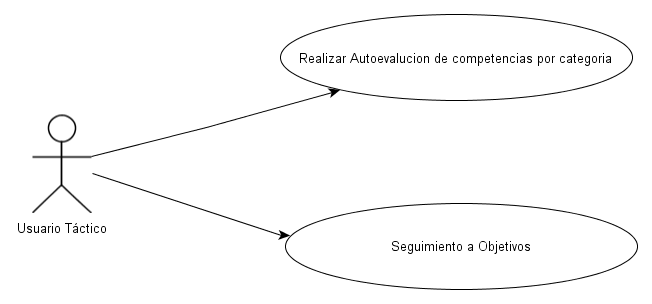 Realizar Autoevalucion de competencias por categoria
Usuario Táctico
Seguimiento a Objetivos